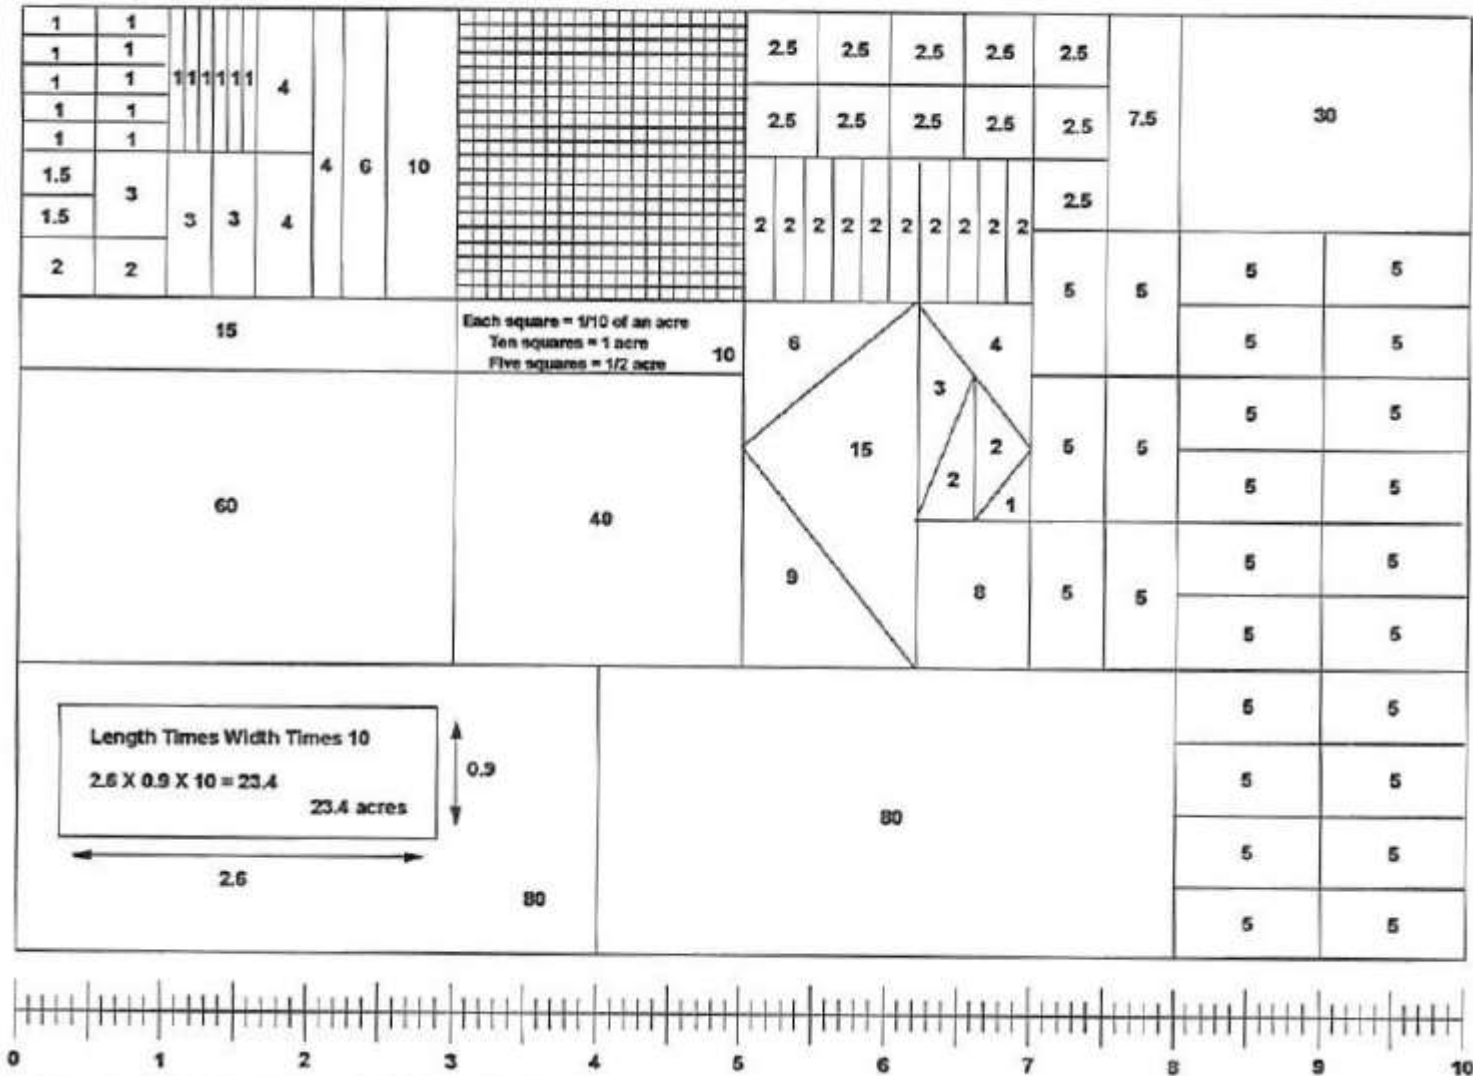 1 1 1 1 1 1 1 1 4 2.5 2.5 2.5 2.5 2.5 7.5 30
1 1
1 1
1 1
1 1
2.5 2.5 2.5 2.5 2.5
1.5 3 4 6 10
1.5 3 3 4
2.5
2 2 2 2 2 2 2 2 2 2
2 2
5 5 5 5
15
Each square = 1/10 of an acre
Ten squares = 1 acre
Five squares = 1/2 acre
10
6 4 5 5
3 5 5
60 40 15 2 5 5 5 5
2 1
9 8 5 5 5 5
5 5
5 5
Length Times Width Times 10
2.6 X 0.9 X 10 = 23.4
23.4 acres
0.9
2.6
80
80
5 5
5 5
5 5
5 5
0 1 2 3 4 5 6 7 8 9 10